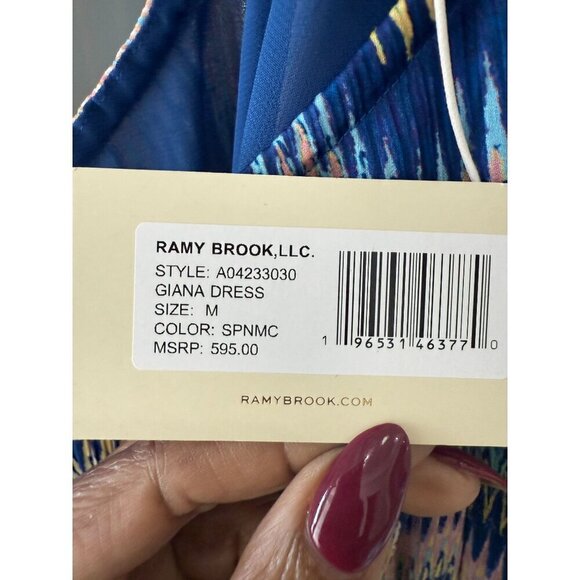 RAMY BROOK,LLC.
STYLE: A04233030
GIANA DRESS
SIZE: M
COLOR: SPNMC
MSRP: 595.00
1 96531 46377 0
RAMYBROOK.COM